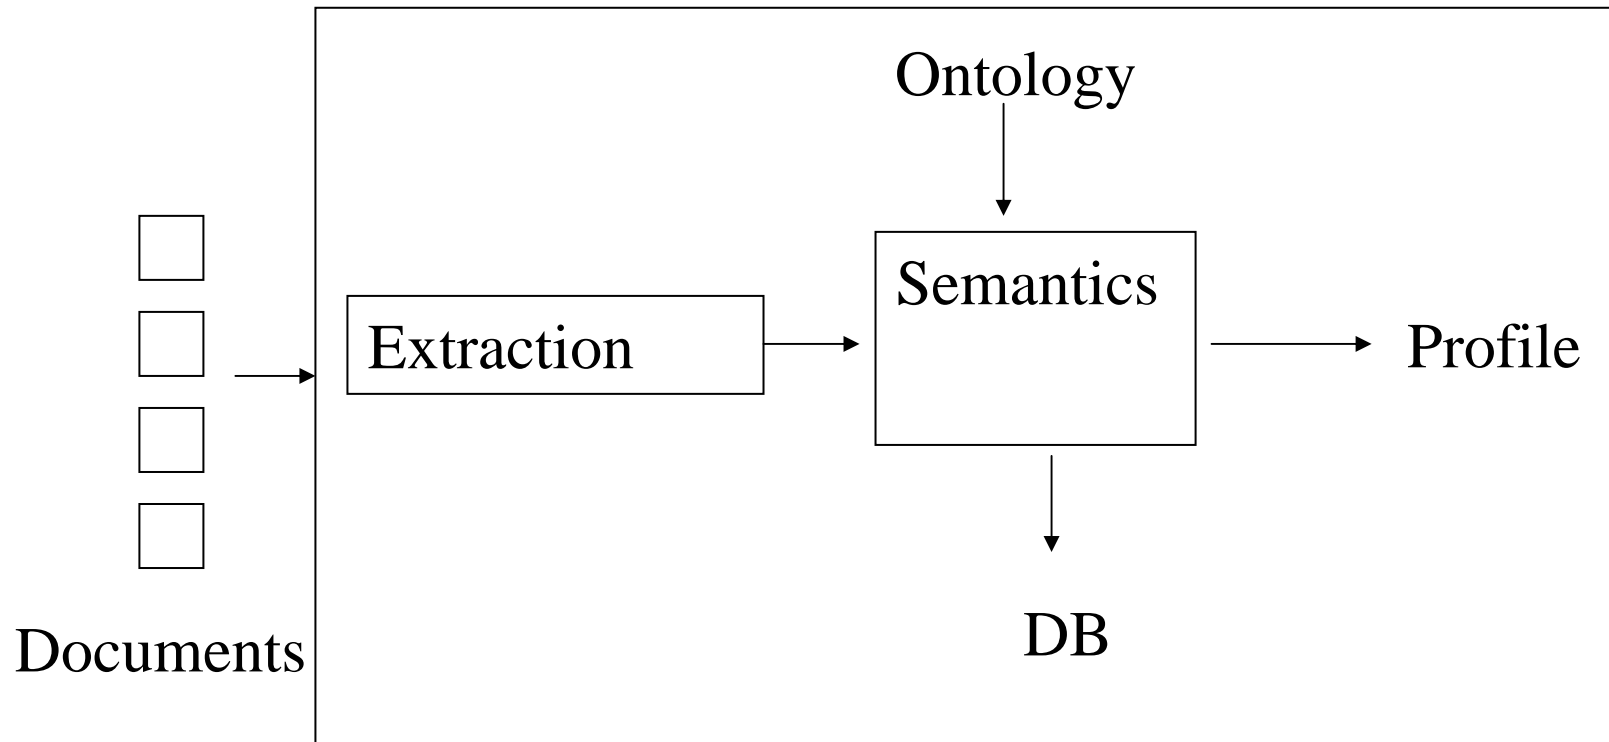 Ontology
Semantics
Extraction
Profile
DB
Documents